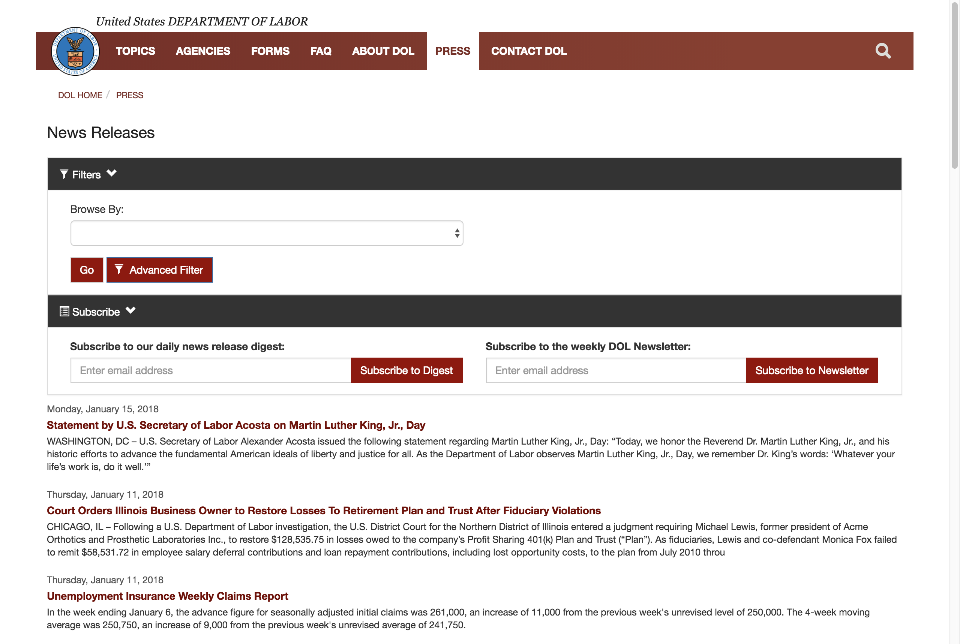 United States DEPARTMENT OF LABOR
TOPICS AGENCIES FORMS FAQ ABOUT DOL PRESS CONTACT DOL
DOL HOME / PRESS
News Releases
Filters
Browse By:
Go Advanced Filter
Subscribe
Subscribe to our daily news release digest: Subscribe to the weekly DOL Newsletter:
Enter email address Subscribe to Digest Enter email address Subscribe to Newsletter
Monday, January 15, 2018
Statement by U.S. Secretary of Labor Acosta on Martin Luther King, Jr., Day
WASHINGTON, DC – U.S. Secretary of Labor Alexander Acosta issued the following statement regarding Martin Luther King, Jr., Day: “Today, we honor the Reverend Dr. Martin Luther King, Jr., and his
historic efforts to advance the fundamental American ideals of liberty and justice for all. As the Department of Labor observes Martin Luther King, Jr., Day, we remember Dr. King's words: ‘Whatever your
life's work is, do it well.’”
Thursday, January 11, 2018
Court Orders Illinois Business Owner to Restore Losses To Retirement Plan and Trust After Fiduciary Violations
CHICAGO, IL – Following a U.S. Department of Labor investigation, the U.S. District Court for the Northern District of Illinois entered a judgment requiring Michael Lewis, former president of Acme
Orthotics and Prosthetic Laboratories Inc., to restore $128,535.75 in losses owed to the company's Profit Sharing 401(k) Plan and Trust (“Plan”). As fiduciaries, Lewis and co-defendant Monica Fox failed
to remit $58,531.72 in employee salary deferral contributions and loan repayment contributions, including lost opportunity costs, to the plan from July 2010 throu
Thursday, January 11, 2018
Unemployment Insurance Weekly Claims Report
In the week ending January 6, the advance figure for seasonally adjusted initial claims was 261,000, an increase of 11,000 from the previous week's unrevised level of 250,000. The 4-week moving
average was 250,750, an increase of 9,000 from the previous week's unrevised average of 241,750.